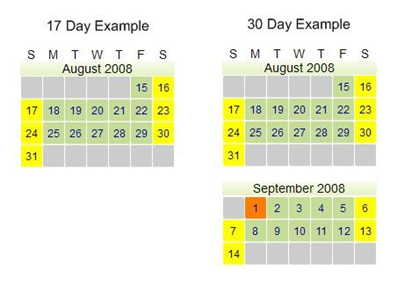 17 Day Example
S M T W T F S
August 2008
15 16
17 18 19 20 21 22 23
24 25 26 27 28 29 30
31
30 Day Example
S M T W T F S
August 2008
15 16
17 18 19 20 21 22 23
24 25 26 27 28 29 30
31
September 2008
1 2 3 4 5 6
7 8 9 10 11 12 13
14